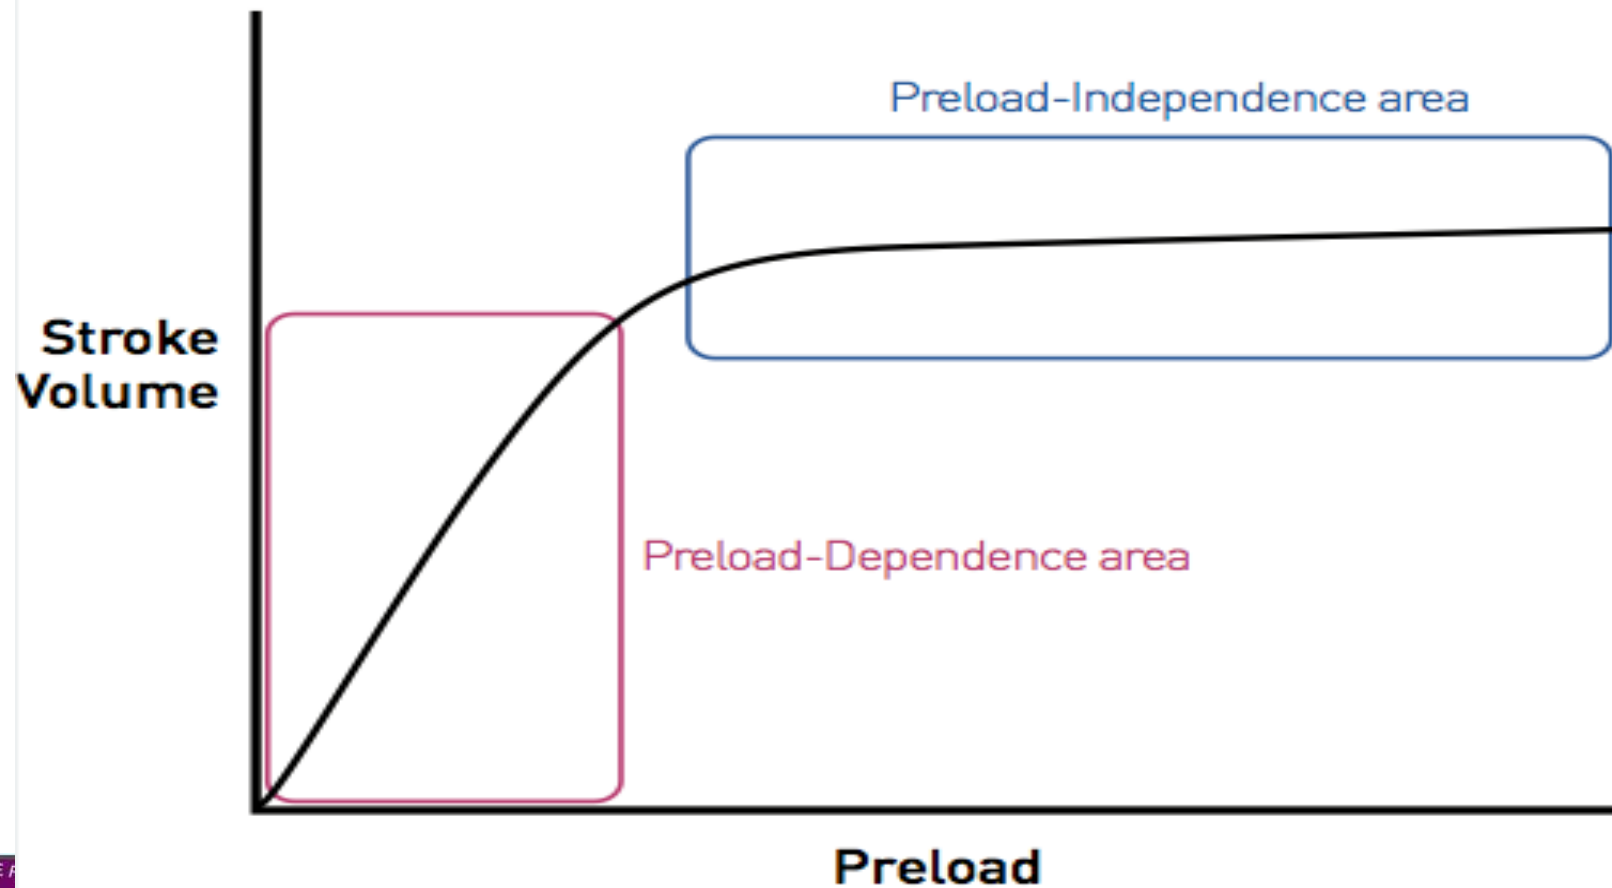 Preload-Independence area
Stroke
Volume
Preload-Dependence area
Preload